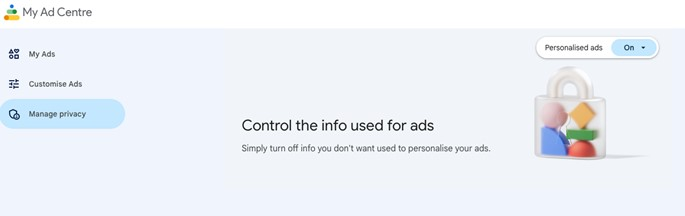 My Ad Centre
Personalised ads On
My Ads
Customise Ads
Manage privacy
Control the info used for ads
Simply turn off info you don't want used to personalise your ads.